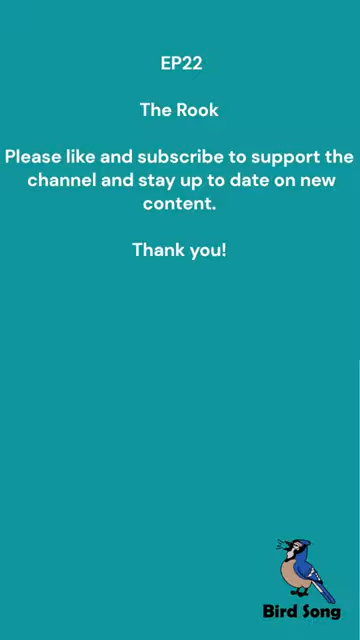 EP22
The Rook
Please like and subscribe to support the
channel and stay up to date on new
content.
Thank you!
Bird Song